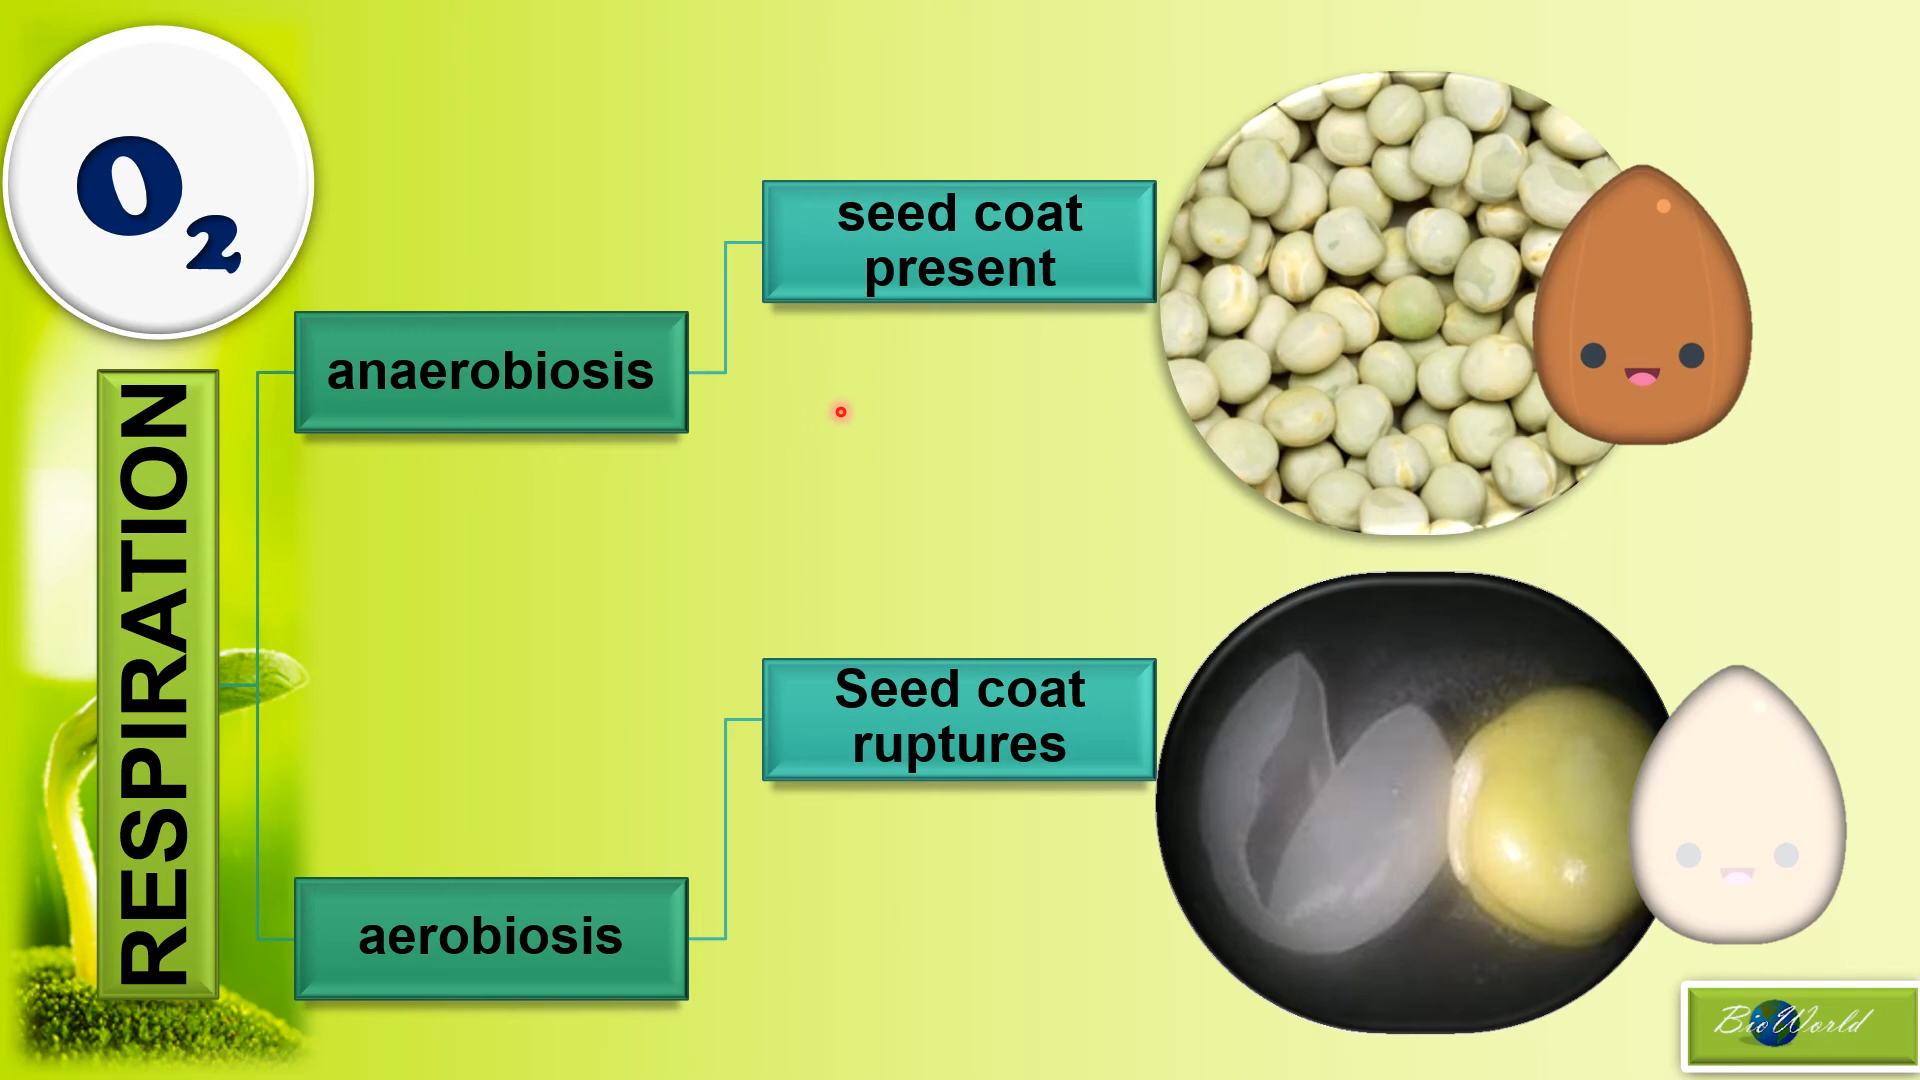 O2
RESPIRATION
anaerobiosis
seed coat
present
aerobiosis
Seed coat
ruptures
BioWorld